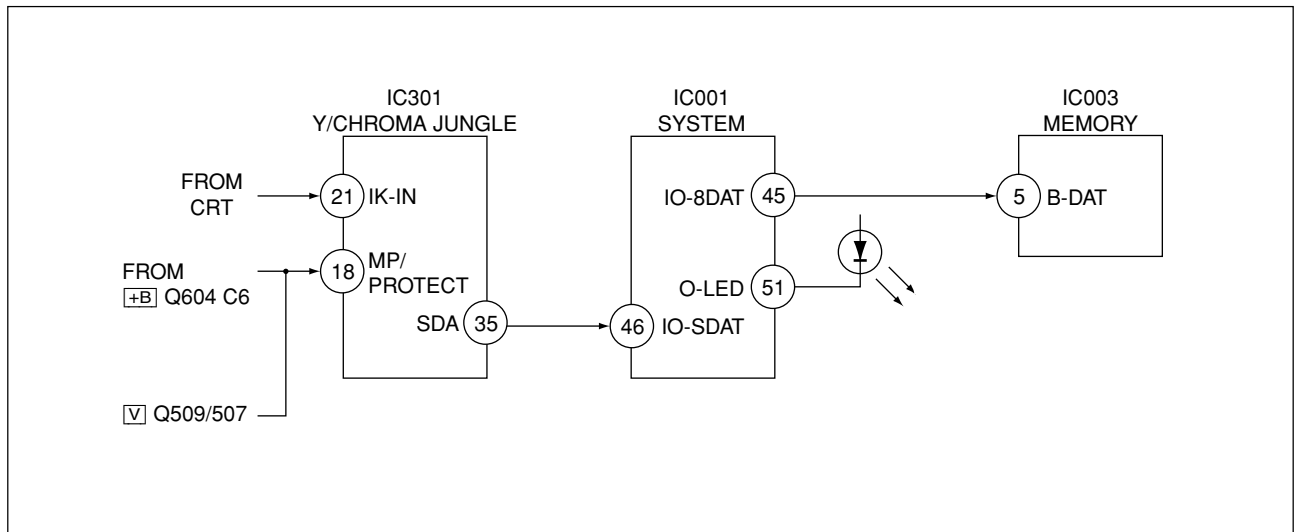 IC301
Y/CHROMA JUNGLE
IC001
SYSTEM
IC003
MEMORY
FROM
CRT
21 IK-IN
IO-8DAT 45
5 B-DAT
FROM
+B Q604 C6
18 MP/
PROTECT
O-LED 51
SDA 35
46 IO-SDAT
V Q509/507